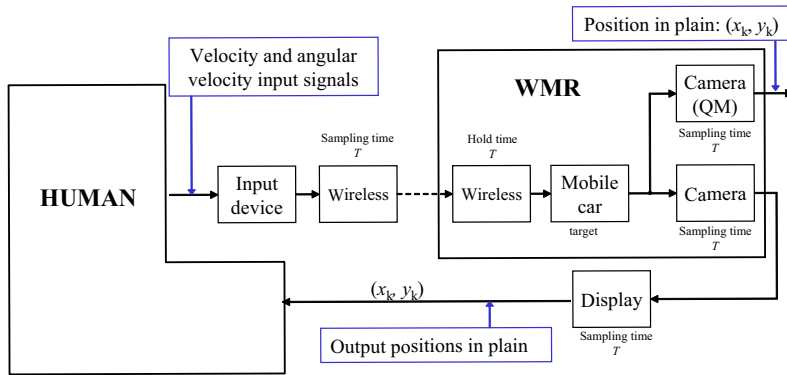 Position in plain: (xk, yk)
Velocity and angular
velocity input signals
WMR
Camera
(QM)
Sampling time
T
Sampling time
T
Hold time
T
HUMAN
Input
device
Wireless
Wireless
Mobile
car
target
Camera
Sampling time
T
(xk, yk)
Display
Output positions in plain
Sampling time
T